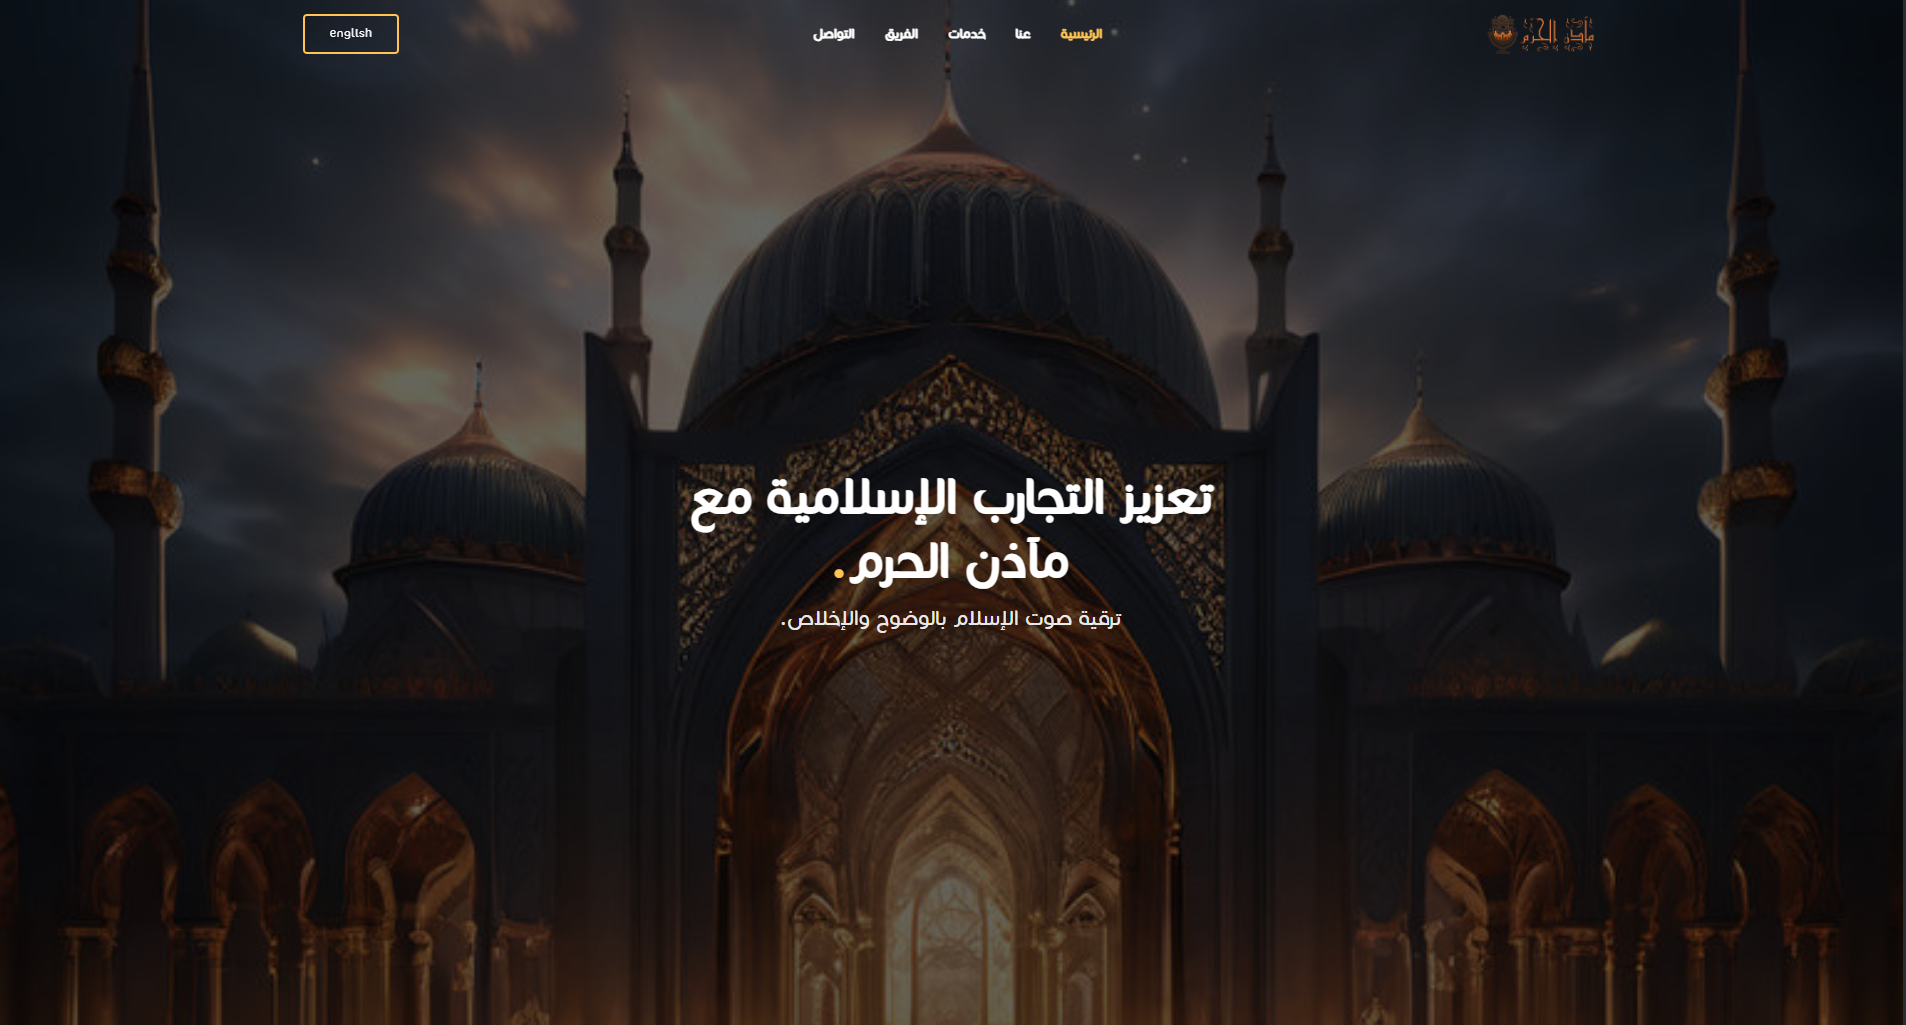 مآذن الحرم
الرئيسية
عنا
خدمات
الفريق
التواصل
english
تعزيز التجارب الإسلامية مع
مآذن الحرم.
ترقية صوت الإسلام بالوضوح والإخلاص.